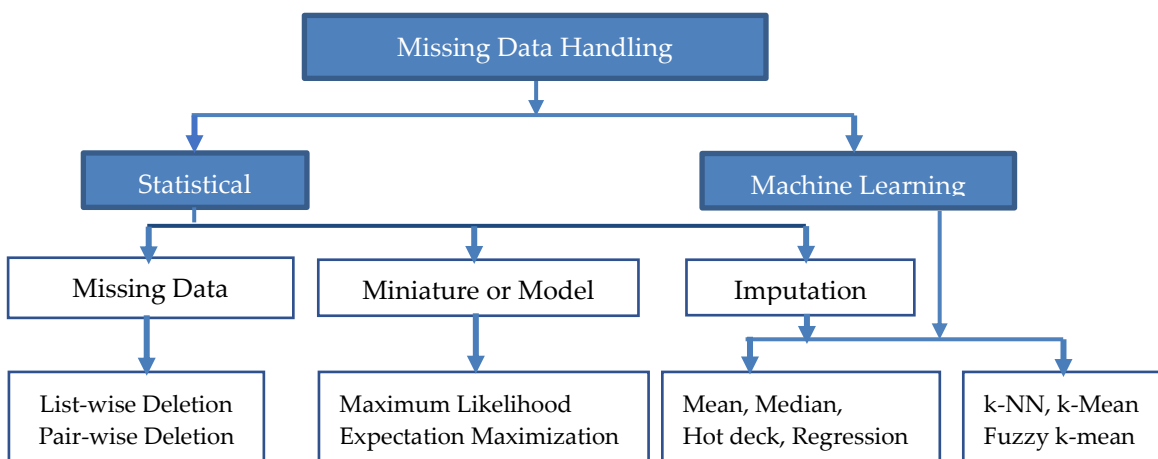 Missing Data Handling
Statistical
Machine Learning
Missing Data
Miniature or Model
Imputation
List-wise Deletion
Pair-wise Deletion
Maximum Likelihood
Expectation Maximization
Mean, Median,
Hot deck, Regression
k-NN, k-Mean
Fuzzy k-mean